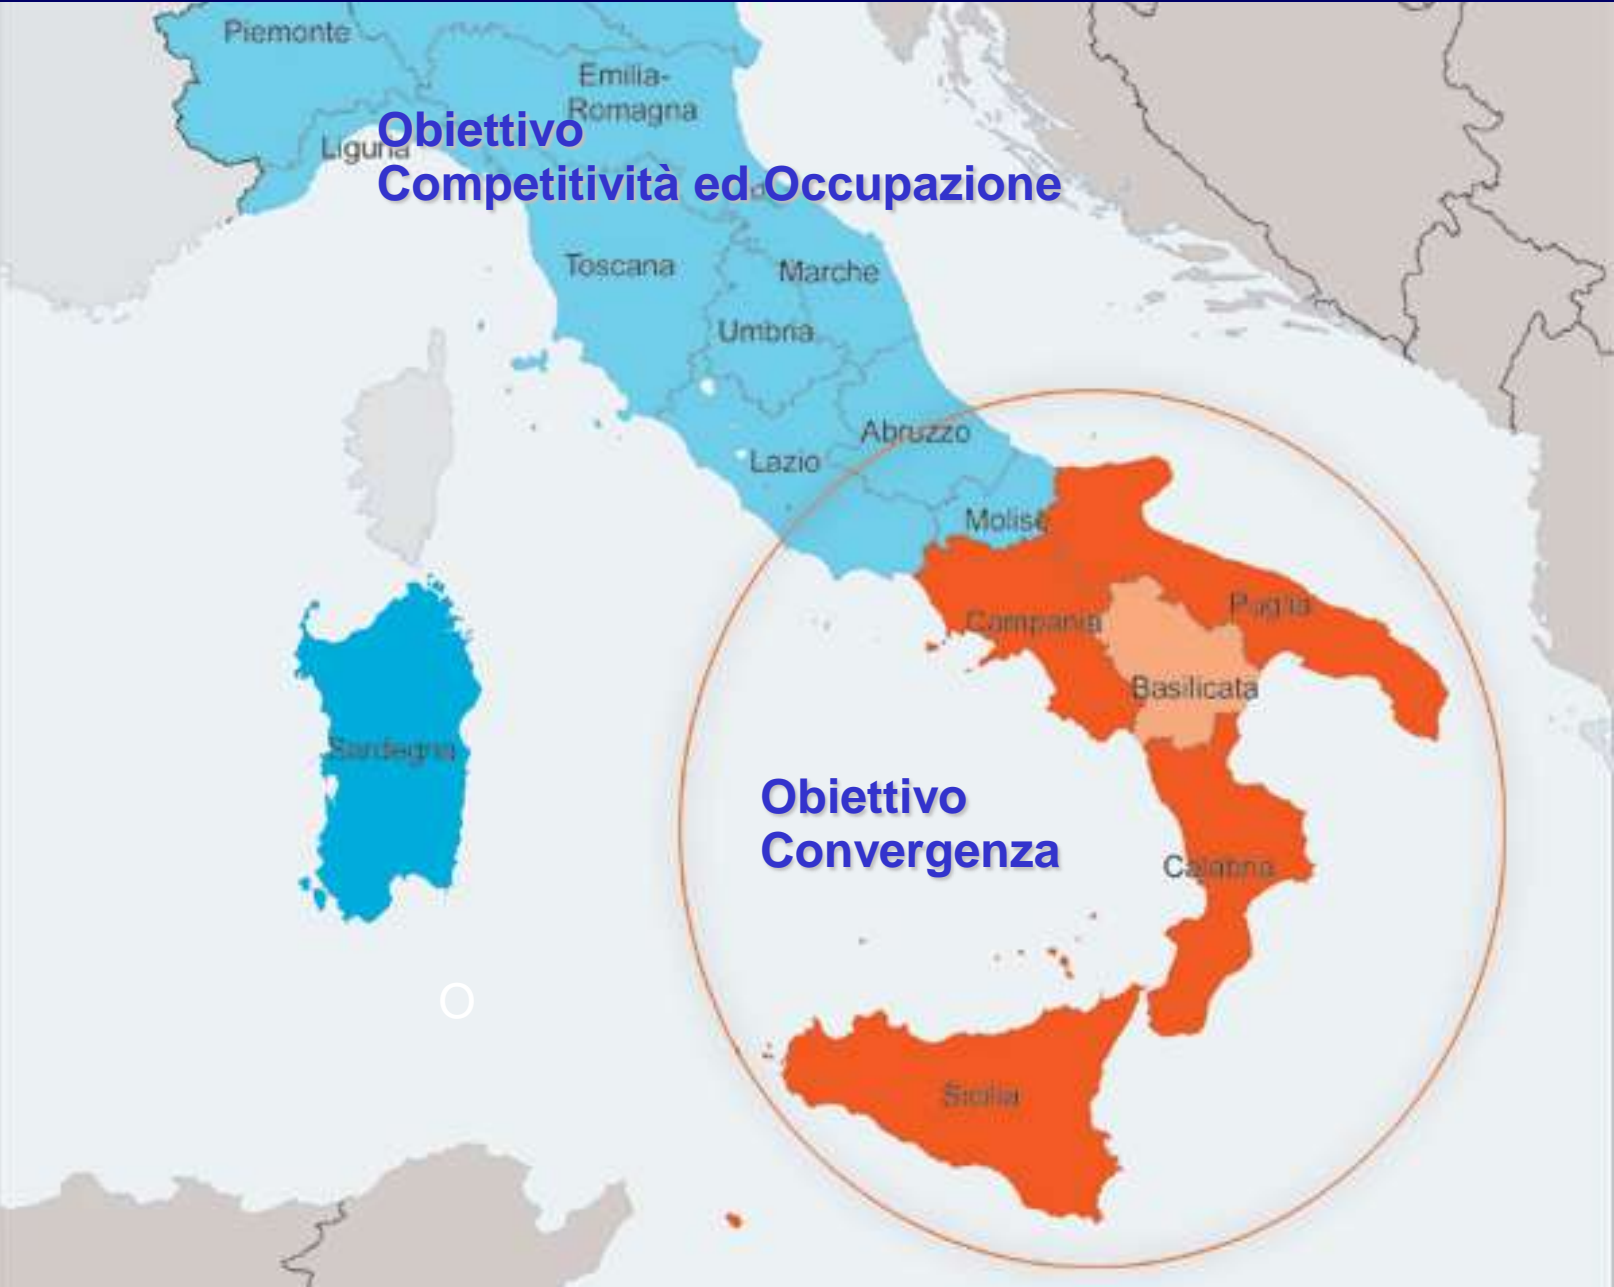 Piemonte
Emilia-
Romagna
Obiettivo
Liguria
Competitività ed Occupazione
Toscana
Marche
Umbria
Abruzzo
Lazio
Molise
Puglia
Campania
Basilicata
Sardegna
Obiettivo
Convergenza
Calabria
O
Sicilia